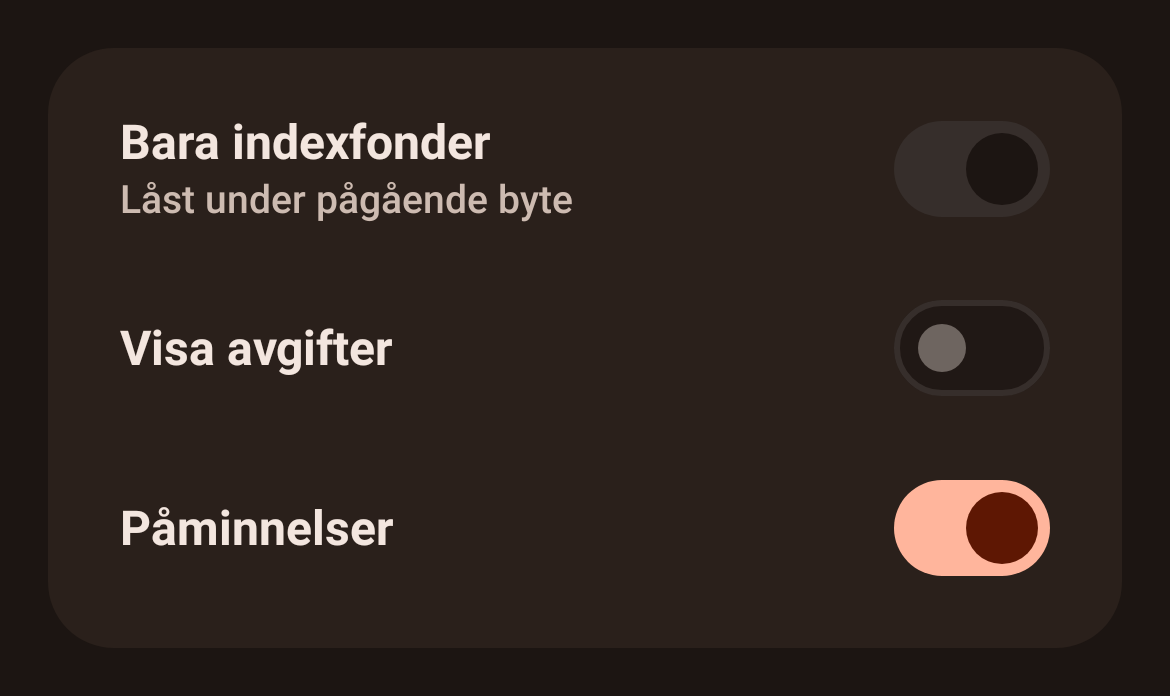 Bara indexfonder
Låst under pågående byte
Visa avgifter
Påminnelser